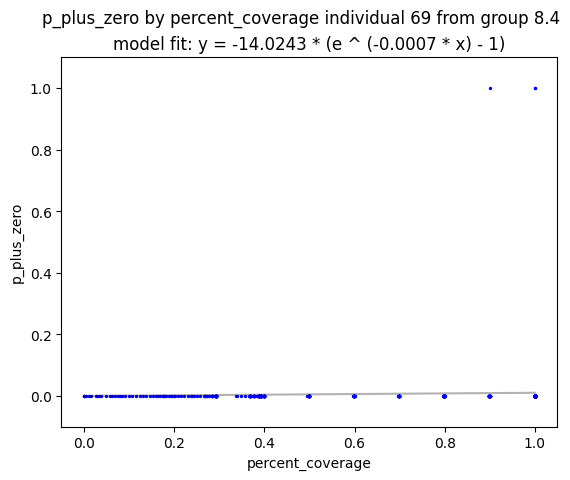 p_plus_zero by percent_coverage individual 69 from group 8.4
model fit: y = -14.0243 * (e ^ (-0.0007 * x) - 1)
1.0
0.8
0.6
0.4
0.2
0.0
p_plus_zero
0.0 0.2 0.4 0.6 0.8 1.0
percent_coverage